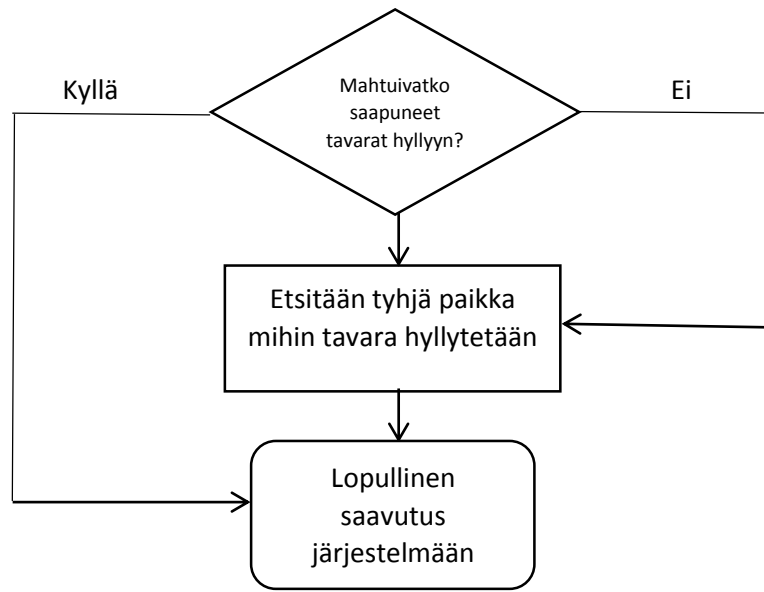 Kyllä
Mahtuivatko
saapuneet
tavarat hyllyyn?
Ei
Etsitään tyhjä paikka
mihin tavara hyllytetään
Lopullinen
saavutus
järjestelmään